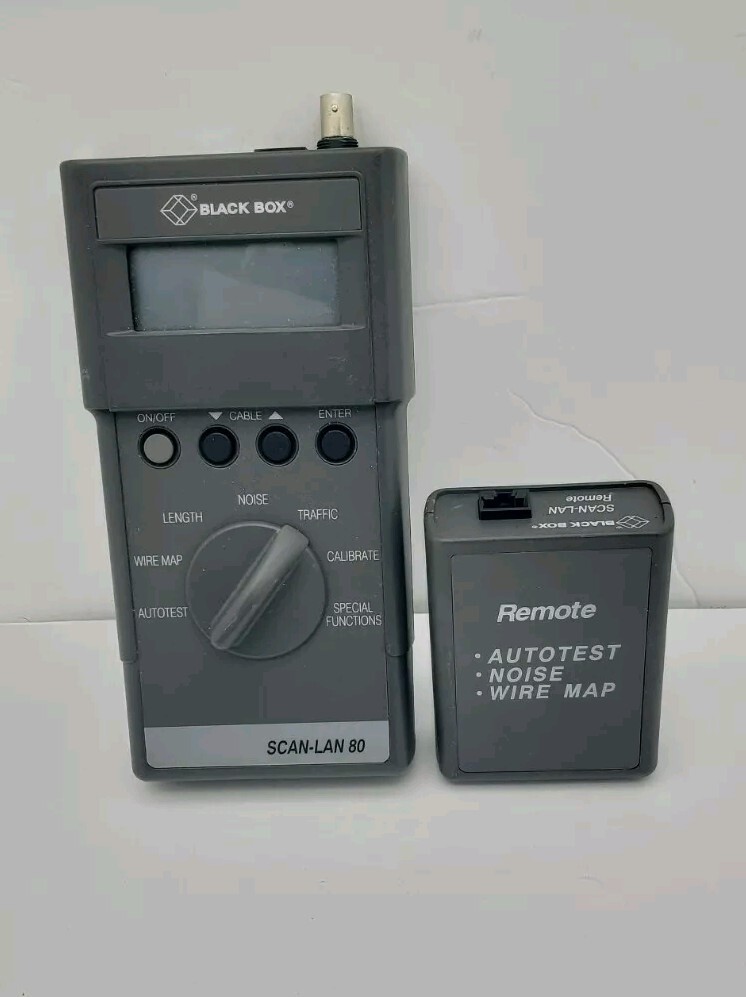 BLACK BOX®
ON/OFF ▼ CABLE ▲ ENTER
NOISE
LENGTH TRAFFIC
WIRE MAP CALIBRATE
AUTOTEST SPECIAL
FUNCTIONS
SCAN-LAN 80
BLACK BOX®
SCAN-LAN
Remote
Remote
• AUTOTEST
• NOISE
• WIRE MAP